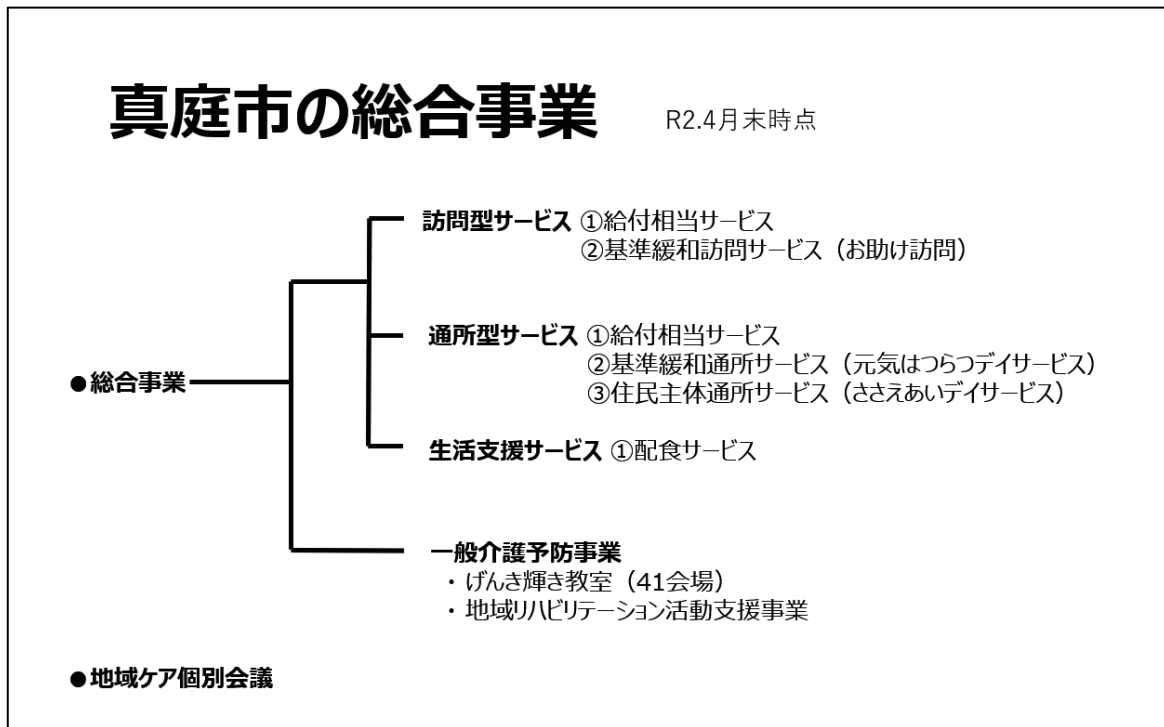 真庭市の総合事業 R2.4月末時点
訪問型サービス ①給付相当サービス
②基準緩和訪問サービス（お助け訪問）
通所型サービス ①給付相当サービス
②基準緩和通所サービス（元気はつらつデイサービス）
③住民主体通所サービス（ささえあいデイサービス）
●総合事業
生活支援サービス ①配食サービス
一般介護予防事業
・げんき輝き教室（41会場）
・地域リハビリテーション活動支援事業
●地域ケア個別会議